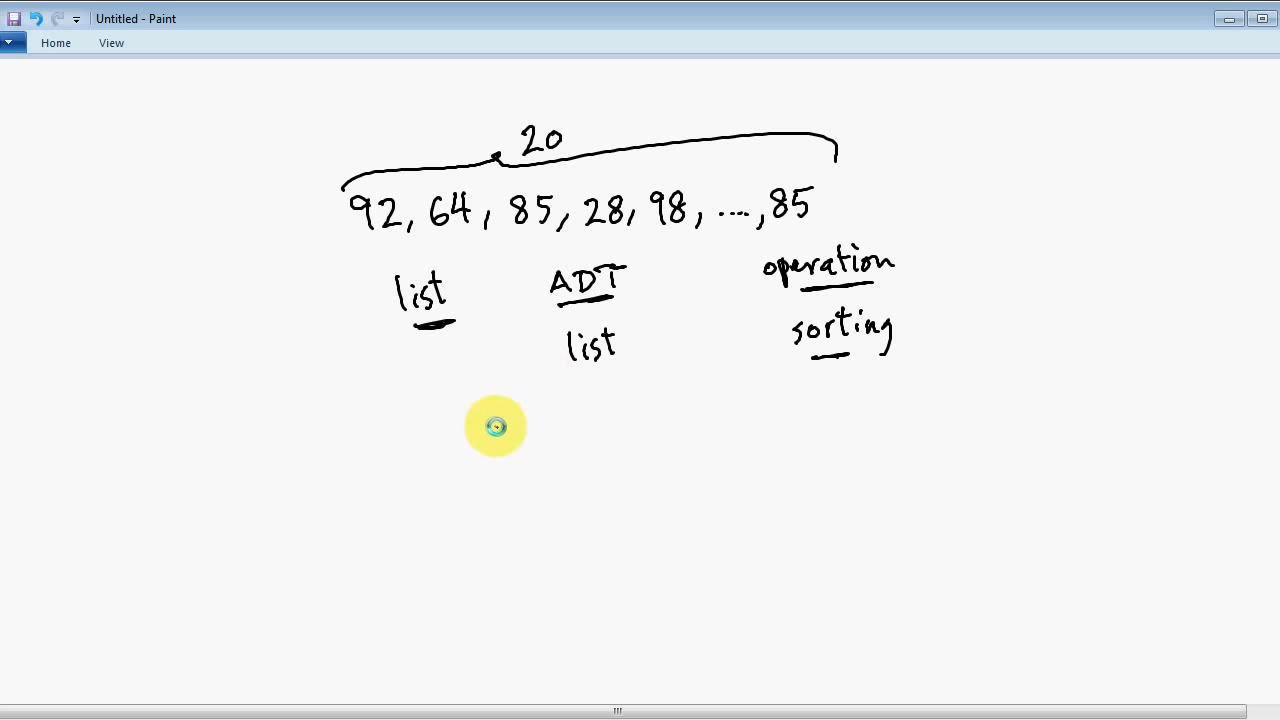 Untitled - Paint
Home View
20
92, 64, 85, 28, 98, ...., 85
list ADT operation
list sorting